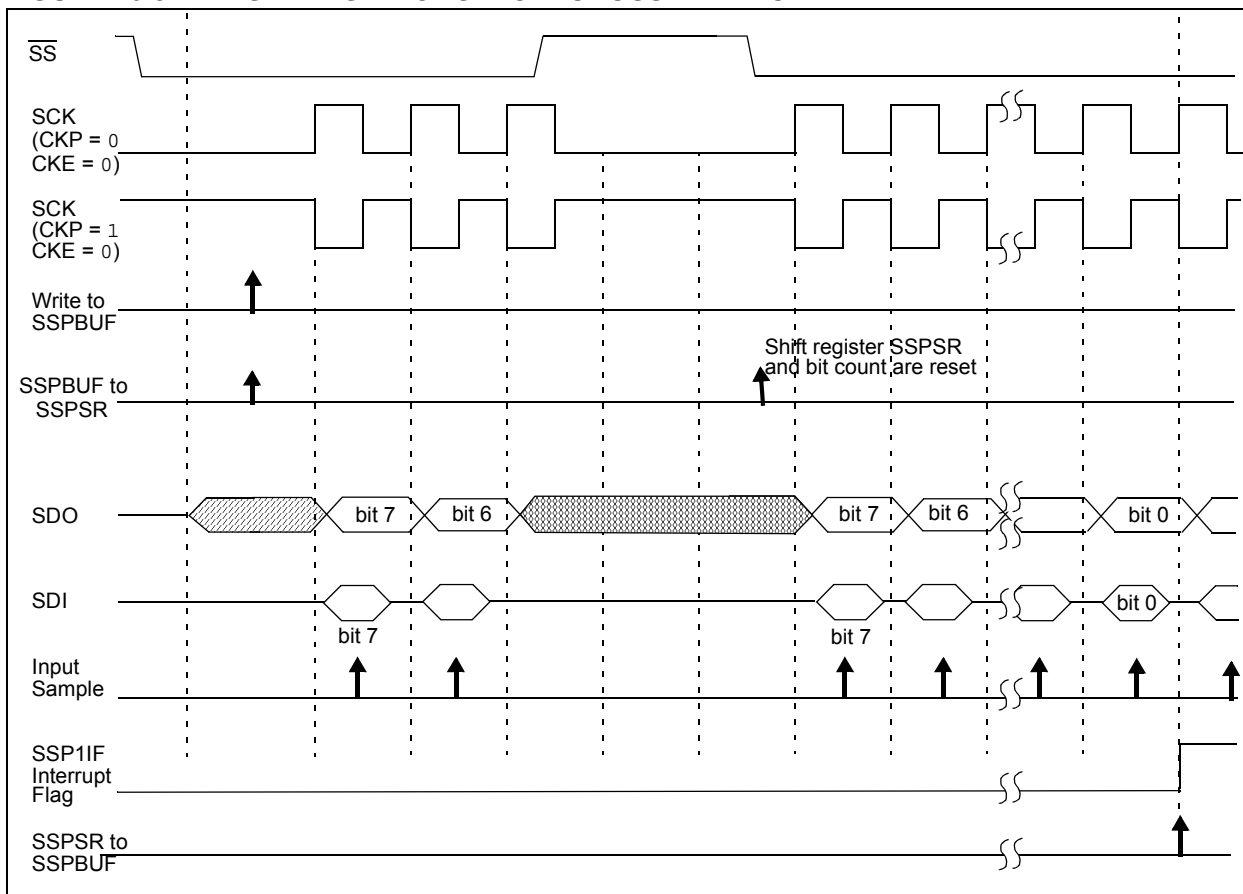 SS
SCK
(CKP = 0
CKE = 0)
SCK
(CKP = 1
CKE = 0)
Write to
SSPBUF
Shift register SSPSR
and bit count are reset
SSPBUF to
SSPSR
SDO
bit 7
bit 6
bit 7
bit 6
bit 0
SDI
bit 0
bit 7
bit 7
Input
Sample
SSP1IF
Interrupt
Flag
SSPSR to
SSPBUF